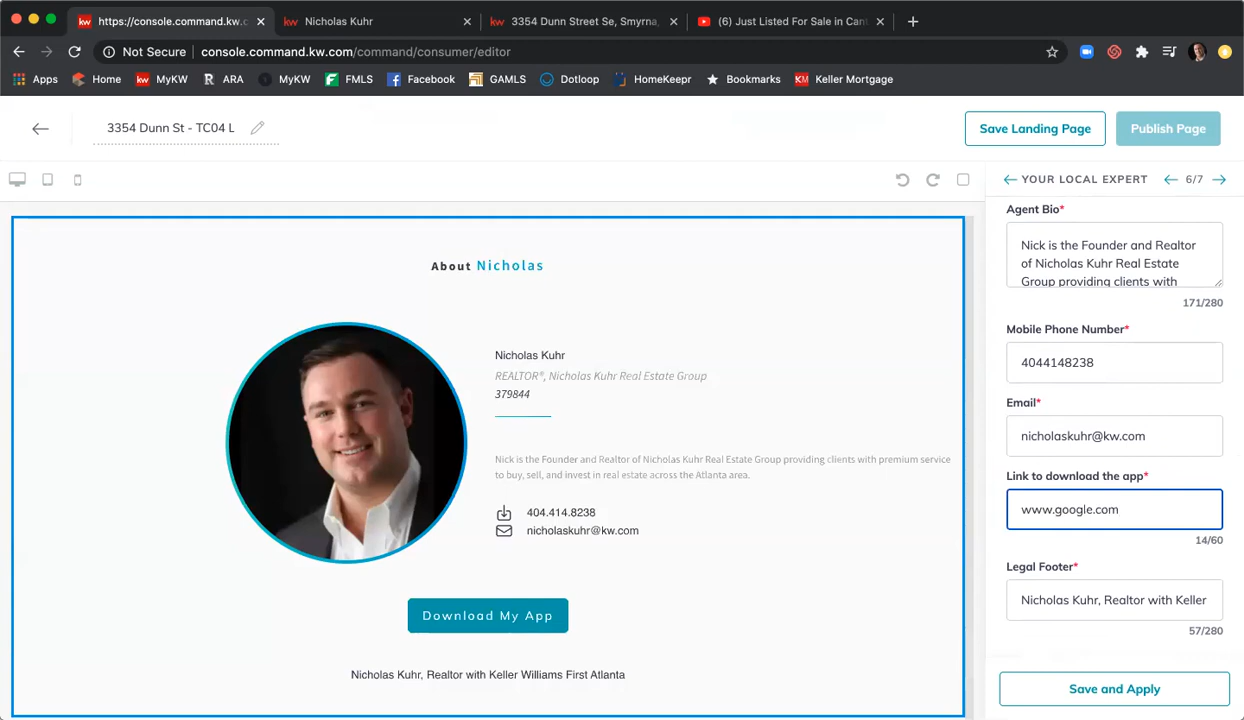 kw https://console.command.kw.c
kw Nicholas Kuhr
kw 3354 Dunn Street Se, Smyrna,
(6) Just Listed For Sale in Cant
Not Secure console.command.kw.com/command/consumer/editor
Apps Home kw MyKW R ARA MyKW FMLS Facebook GAMLS Dotloop HomeKeepr Bookmarks KM Keller Mortgage
3354 Dunn St - TC04 L
Save Landing Page
Publish Page
YOUR LOCAL EXPERT 6/7
About Nicholas
Nicholas Kuhr
REALTOR®, Nicholas Kuhr Real Estate Group
379844
Nick is the Founder and Realtor of Nicholas Kuhr Real Estate Group providing clients with premium service
to buy, sell, and invest in real estate across the Atlanta area.
404.414.8238
nicholaskuhr@kw.com
Download My App
Nicholas Kuhr, Realtor with Keller Williams First Atlanta
Agent Bio*
Nick is the Founder and Realtor
of Nicholas Kuhr Real Estate
Group providing clients with
171/280
Mobile Phone Number*
4044148238
Email*
nicholaskuhr@kw.com
Link to download the app*
www.google.com
14/60
Legal Footer*
Nicholas Kuhr, Realtor with Keller
57/280
Save and Apply